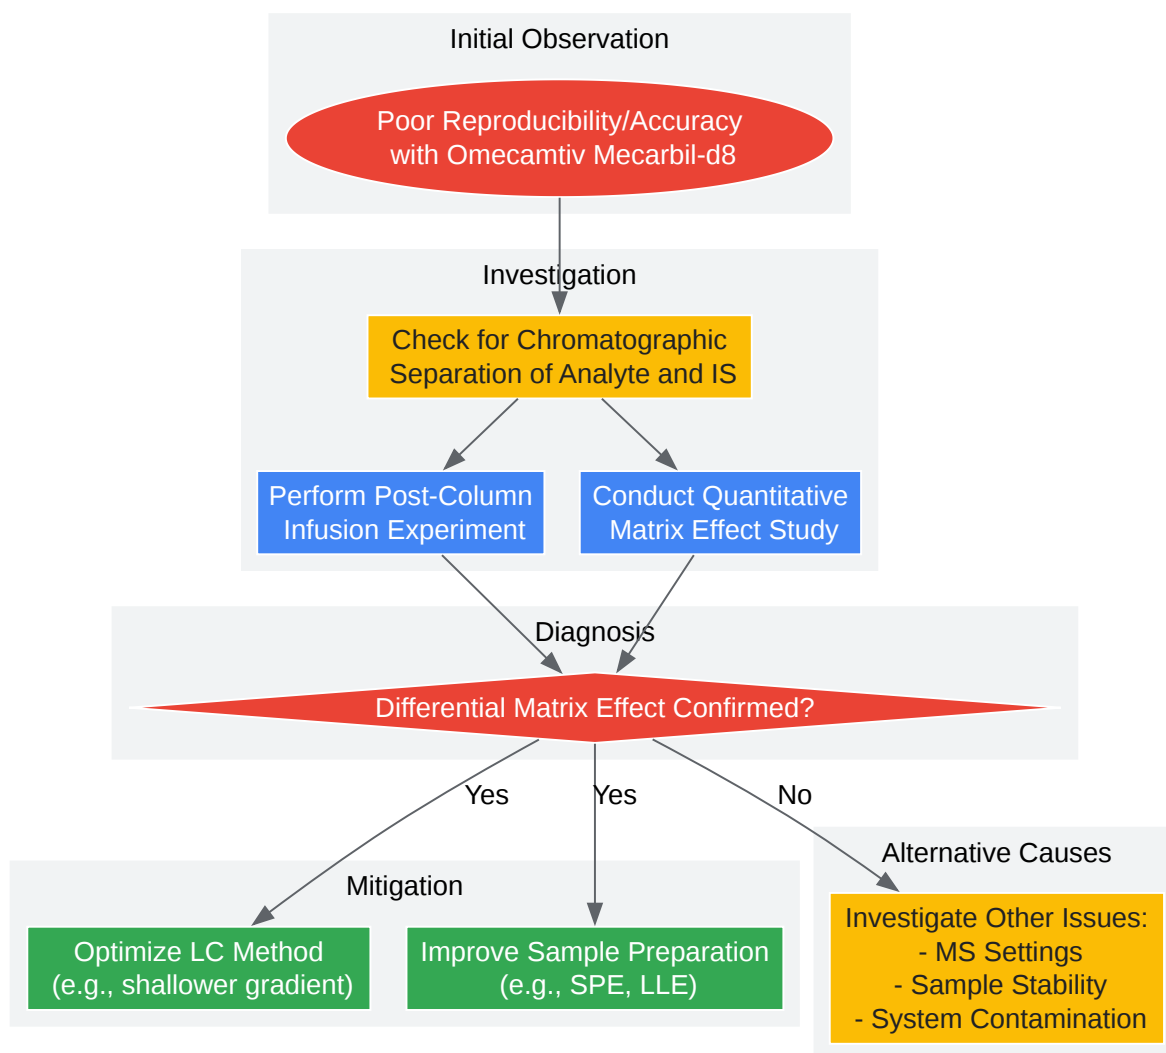 Initial Observation
Poor Reproducibility/Accuracy
with Omecamtiv Mecarbil-d8
Investigation
Check for Chromatographic
Separation of Analyte and IS
Perform Post-Column
Infusion Experiment
Conduct Quantitative
Matrix Effect Study
Diagnosis
Differential Matrix Effect Confirmed?
Yes
Yes
No
Mitigation
Optimize LC Method
(e.g., shallower gradient)
Improve Sample Preparation
(e.g., SPE, LLE)
Alternative Causes
Investigate Other Issues:
- MS Settings
- Sample Stability
- System Contamination